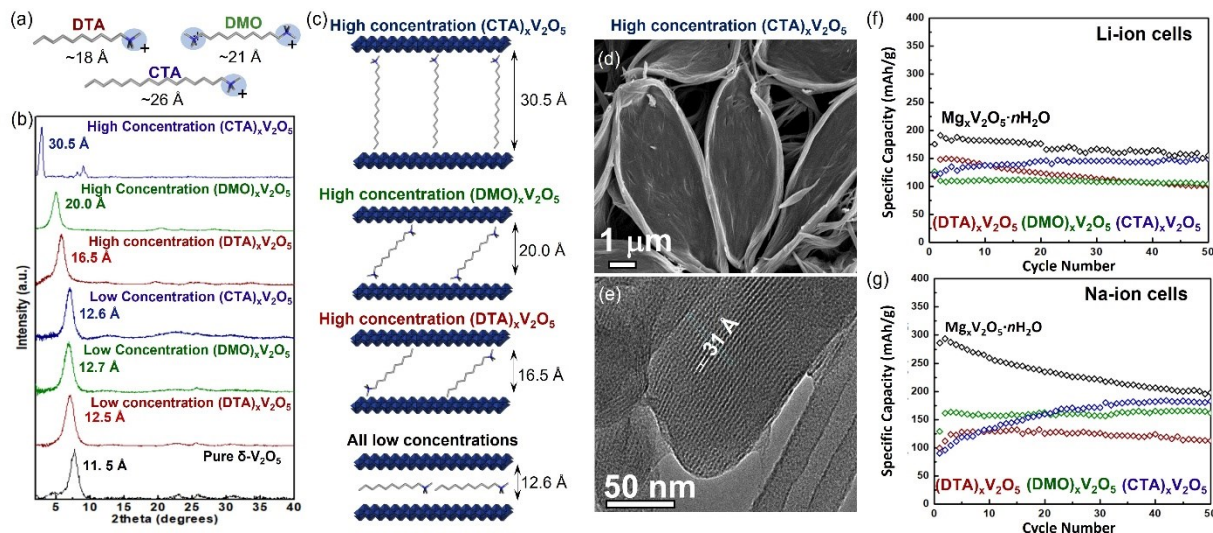 (a)
DTA
~18 Å
+
DMO
~21 Å
+
+
CTA
~26 Å
+
(b)
High Concentration (CTA)ₓV₂O₅
30.5 Å
High Concentration (DMO)ₓV₂O₅
20.0 Å
High Concentration (DTA)ₓV₂O₅
16.5 Å
Low Concentration (CTA)ₓV₂O₅
12.6 Å
Low Concentration (DMO)ₓV₂O₅
12.7 Å
Low concentration (DTA)ₓV₂O₅
12.5 Å
Pure δ-V₂O₅
11. 5 Å
Intensity (a.u.)
5 10 15 20 25 30 35 40
2theta (degrees)
(c)
High concentration (CTA)ₓV₂O₅
30.5 Å
High concentration (DMO)ₓV₂O₅
20.0 Å
High concentration (DTA)ₓV₂O₅
16.5 Å
All low concentrations
12.6 Å
High concentration (CTA)ₓV₂O₅
(d)
1 μm
(e)
31 Å
50 nm
(f)
Li-ion cells
MgₓV₂O₅·nH₂O
(DTA)ₓV₂O₅ (DMO)ₓV₂O₅ (CTA)ₓV₂O₅
Specific Capacity (mAh/g)
400
350
300
250
200
150
100
50
0
0 10 20 30 40 50
Cycle Number
(g)
Na-ion cells
MgₓV₂O₅·nH₂O
(DTA)ₓV₂O₅ (DMO)ₓV₂O₅ (CTA)ₓV₂O₅
Specific Capacity (mAh/g)
400
350
300
250
200
150
100
50
0
0 10 20 30 40 50
Cycle Number